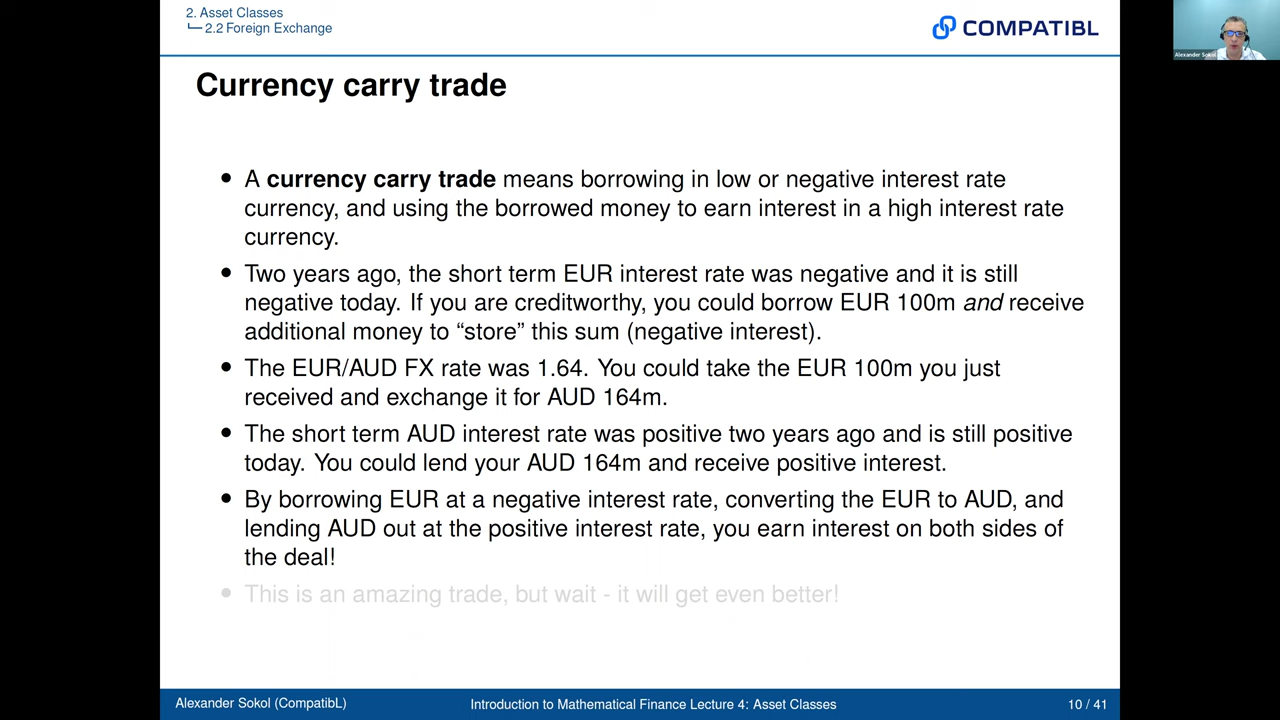 2. Asset Classes
2.2 Foreign Exchange
COMPATIBL
Alexander Sokol
Currency carry trade
• A currency carry trade means borrowing in low or negative interest rate
currency, and using the borrowed money to earn interest in a high interest rate
currency.
• Two years ago, the short term EUR interest rate was negative and it is still
negative today. If you are creditworthy, you could borrow EUR 100m and receive
additional money to “store” this sum (negative interest).
• The EUR/AUD FX rate was 1.64. You could take the EUR 100m you just
received and exchange it for AUD 164m.
• The short term AUD interest rate was positive two years ago and is still positive
today. You could lend your AUD 164m and receive positive interest.
• By borrowing EUR at a negative interest rate, converting the EUR to AUD, and
lending AUD out at the positive interest rate, you earn interest on both sides of
the deal!
• This is an amazing trade, but wait - it will get even better!
Alexander Sokol (CompatibL)
Introduction to Mathematical Finance Lecture 4: Asset Classes
10 / 41